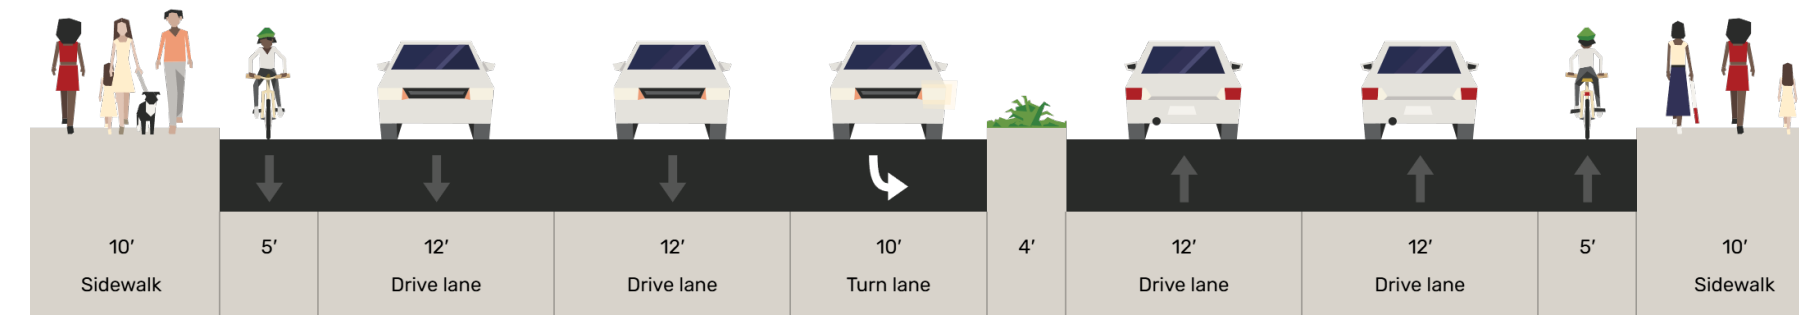 10′ 5′ 12′ 12′ 10′ 4′ 12′ 12′ 5′ 10′
Sidewalk Drive lane Drive lane Turn lane Drive lane Drive lane Sidewalk